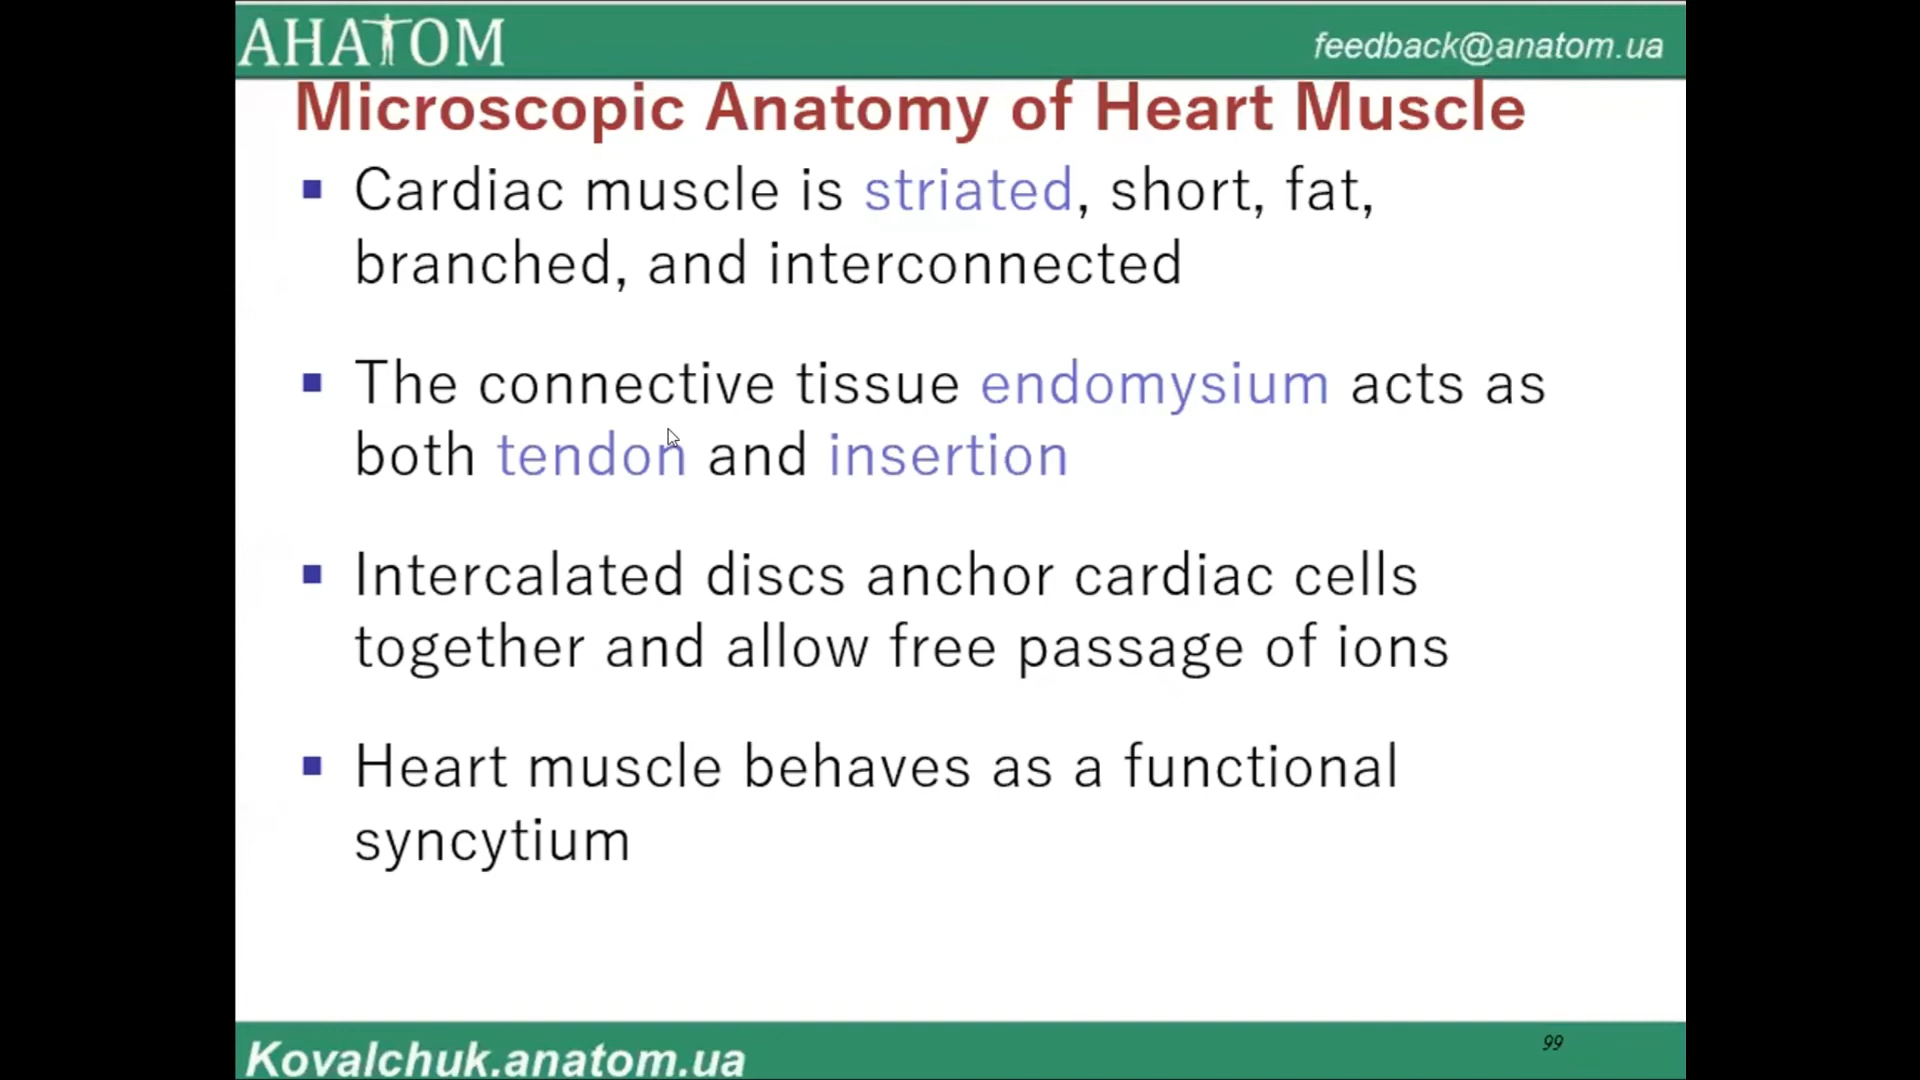 АНАТОМ
feedback@anatom.ua
Microscopic Anatomy of Heart Muscle
▪ Cardiac muscle is striated, short, fat,
branched, and interconnected
▪ The connective tissue endomysium acts as
both tendon and insertion
▪ Intercalated discs anchor cardiac cells
together and allow free passage of ions
▪ Heart muscle behaves as a functional
syncytium
99
Kovalchuk.anatom.ua